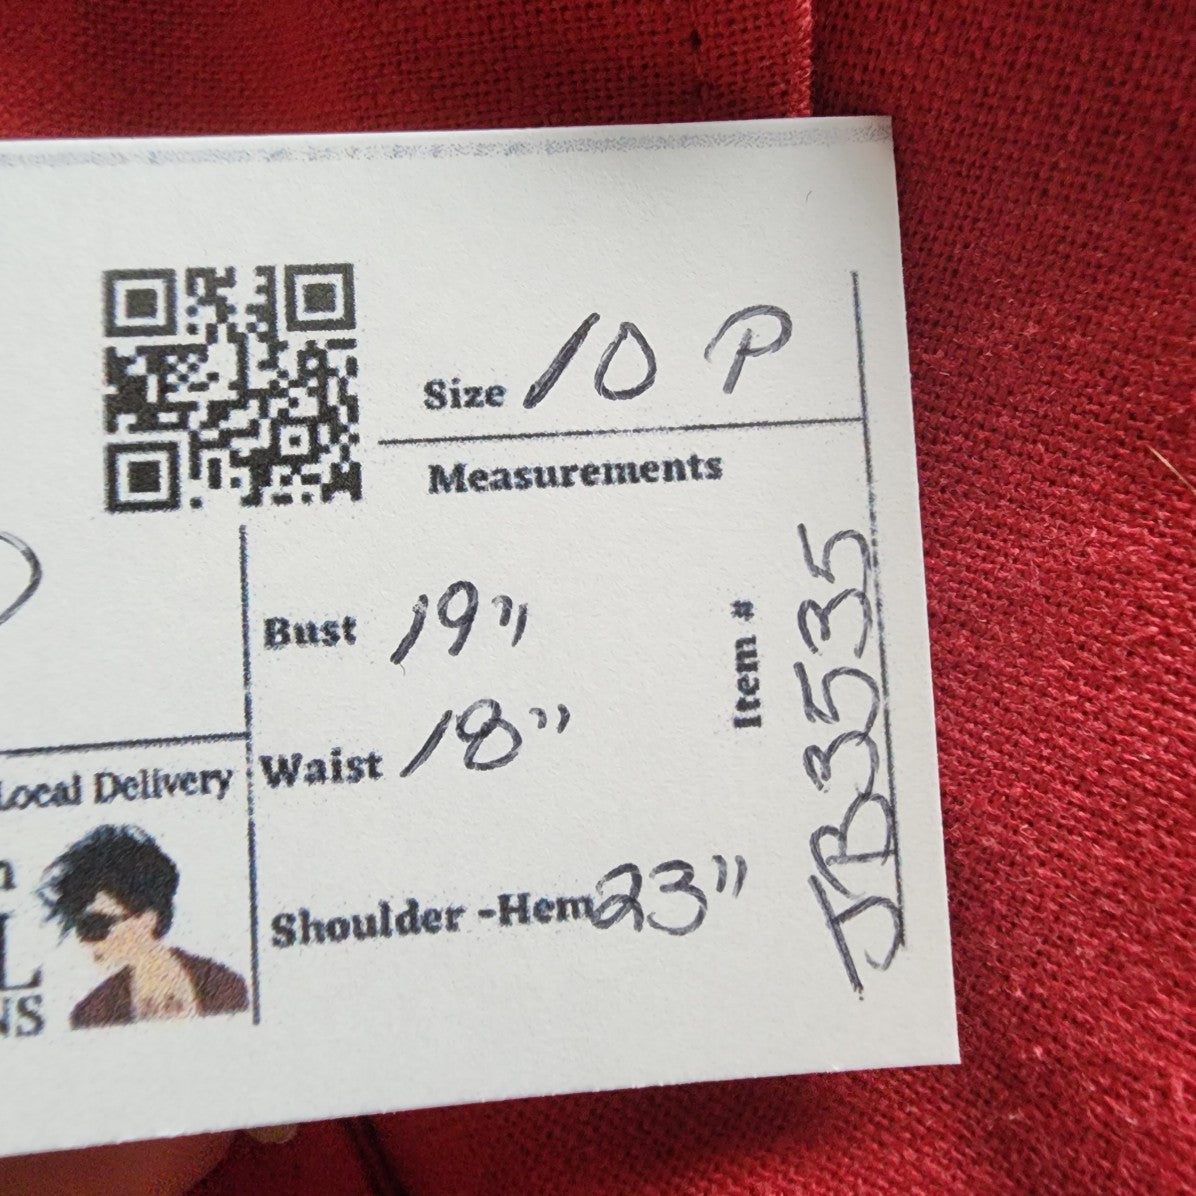 Size 10 P
Measurements
Bust 19"
Waist 18"
Shoulder -Hem 23"
Item #
JB3535
Local Delivery